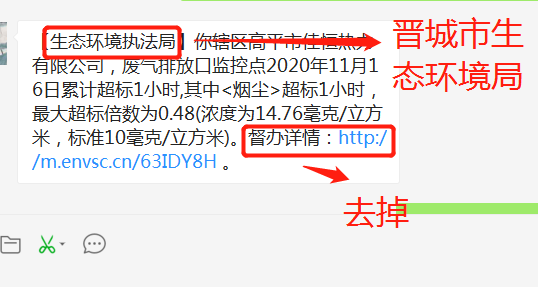 【生态环境执法局】你辖区高平市佳恒热力
有限公司，废气排放口监控点2020年11月1
6日累计超标1小时,其中<烟尘>超标1小时，
最大超标倍数为0.48(浓度为14.76毫克/立方
米，标准10毫克/立方米)。督办详情：http:/
/m.envsc.cn/63IDY8H 。
晋城市生
态环境局
去掉